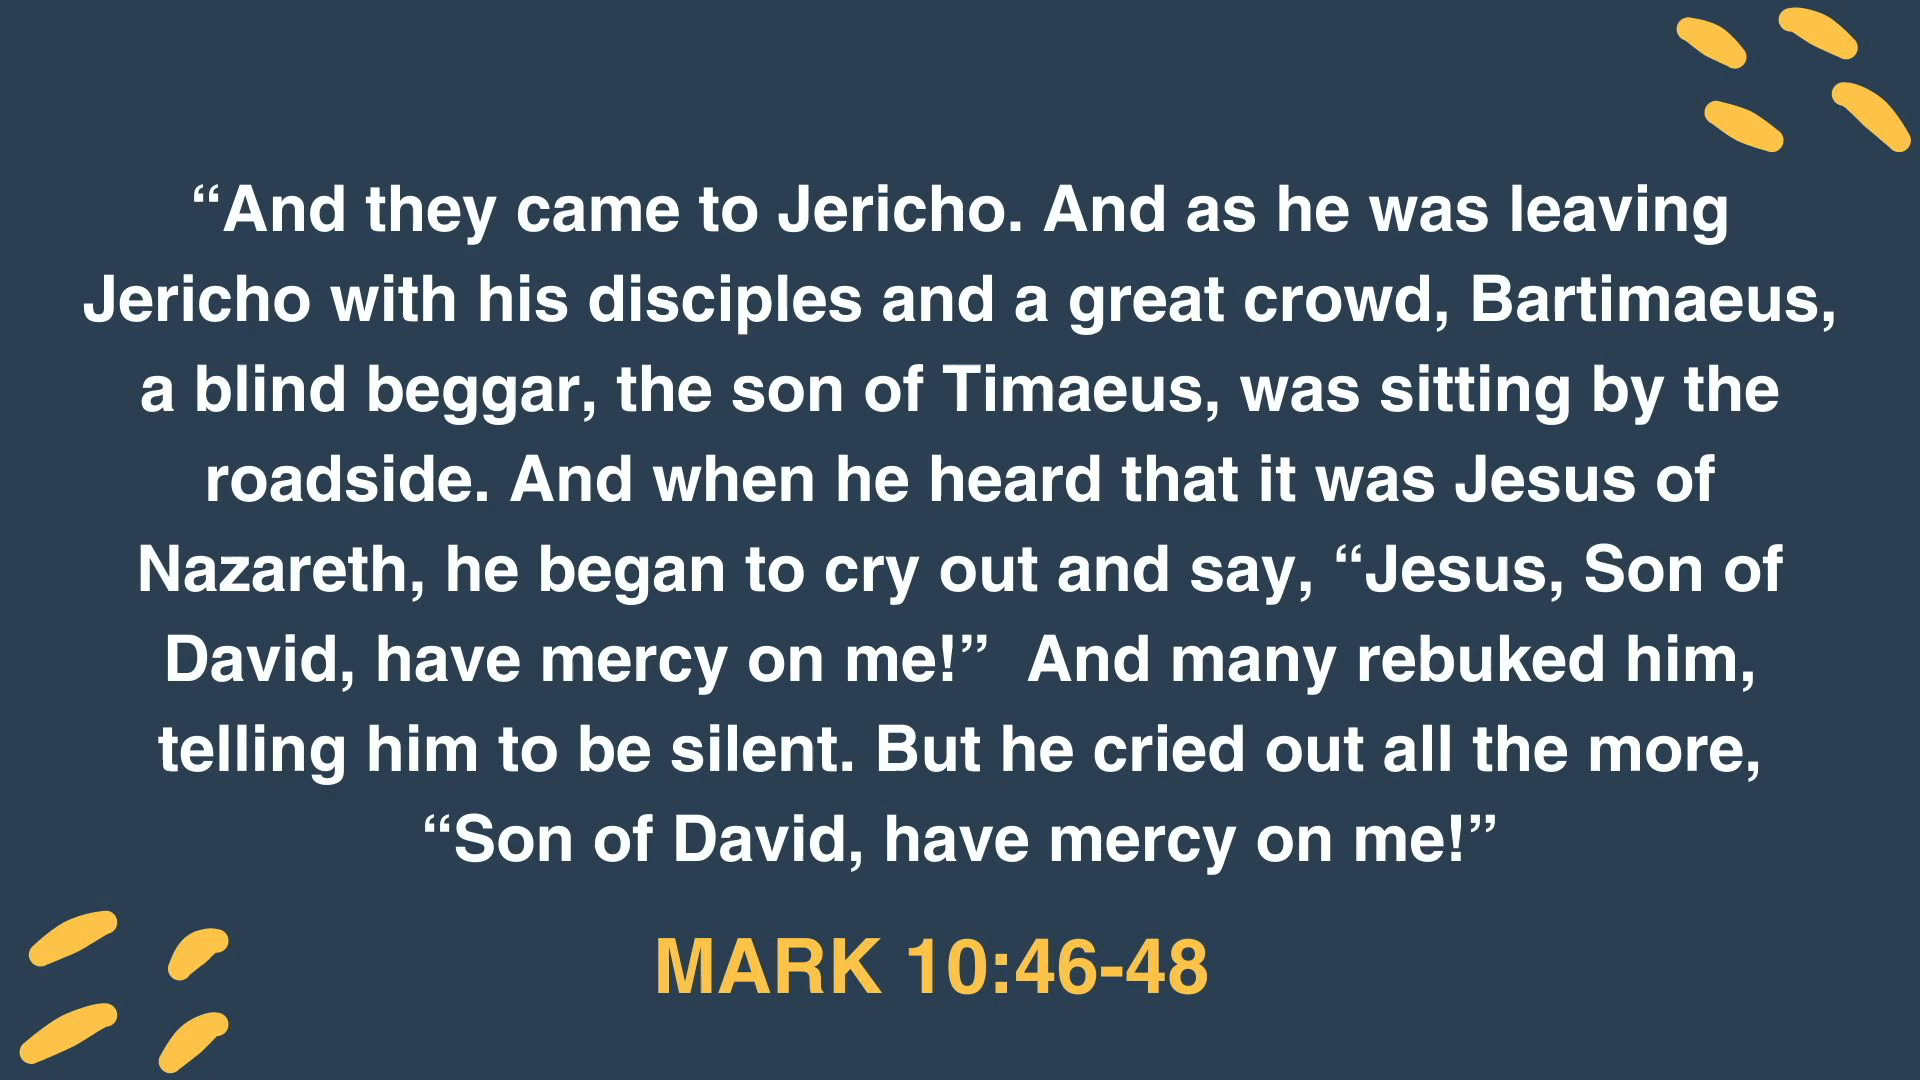 “And they came to Jericho. And as he was leaving
Jericho with his disciples and a great crowd, Bartimaeus,
a blind beggar, the son of Timaeus, was sitting by the
roadside. And when he heard that it was Jesus of
Nazareth, he began to cry out and say, “Jesus, Son of
David, have mercy on me!”  And many rebuked him,
telling him to be silent. But he cried out all the more,
“Son of David, have mercy on me!”
MARK 10:46-48